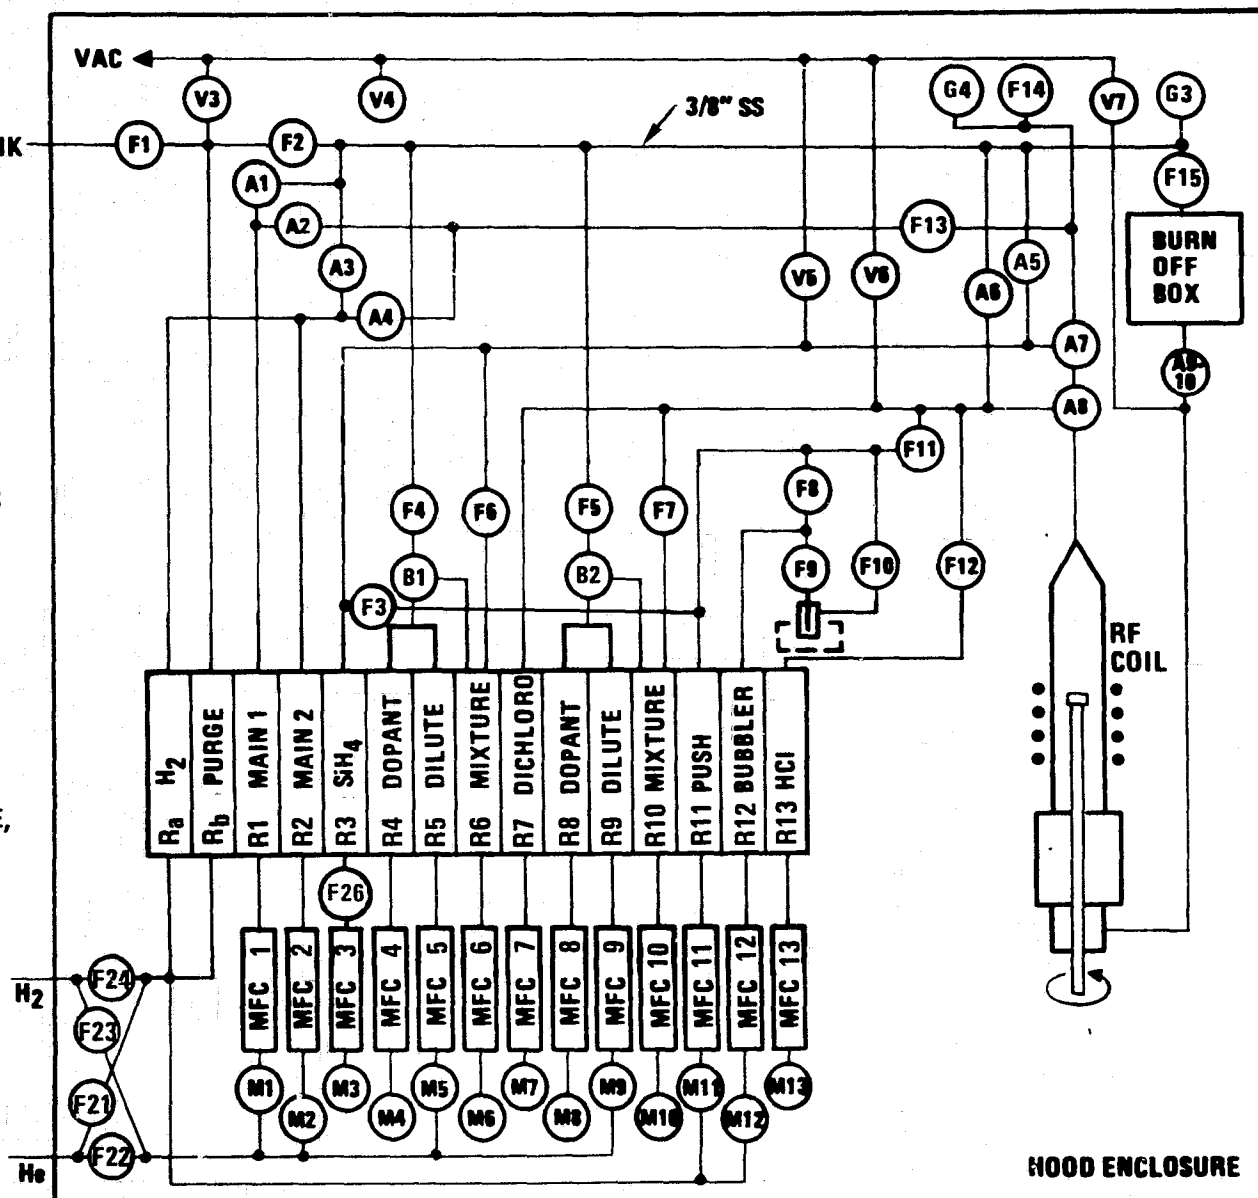 VAC
V3
V4
G4
F14
V7
G3
3/8" SS
F1
F2
F15
A1
A2
F13
BURN
OFF
BOX
A3
A5
V5
V6
A6
A4
A7
A8
F11
F4
F6
F5
F7
F8
B1
B2
F9
F10
F12
F3
RF
COIL
Ra H2
Rb PURGE
R1 MAIN 1
R2 MAIN 2
R3 SiH4
R4 DOPANT
R5 DILUTE
R6 MIXTURE
R7 DICHLORO
R8 DOPANT
R9 DILUTE
R10 MIXTURE
R11 PUSH
R12 BUBBLER
R13 HCl
F26
MFC 1
MFC 2
MFC 3
MFC 4
MFC 5
MFC 6
MFC 7
MFC 8
MFC 9
MFC 10
MFC 11
MFC 12
MFC 13
H2
F24
F23
F21
F22
He
M1
M2
M3
M4
M5
M6
M7
M8
M9
M10
M11
M12
M13
HOOD ENCLOSURE